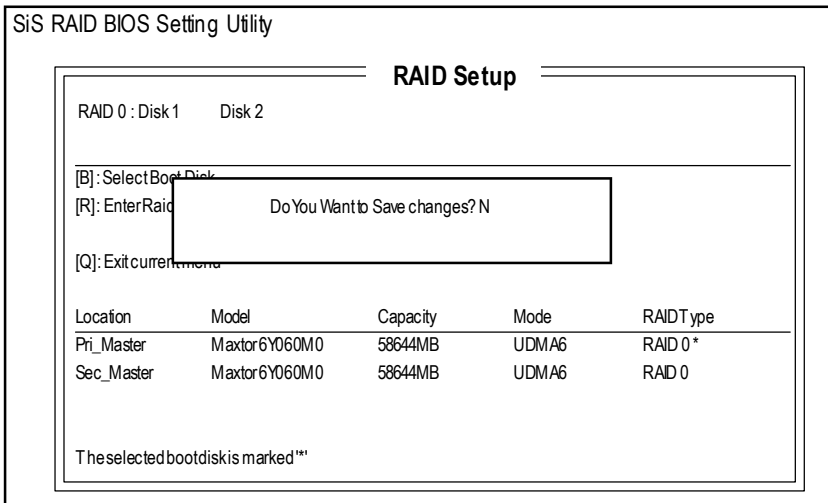 SiS RAID BIOS Setting Utility
RAID Setup
RAID 0 : Disk 1 Disk 2
[B] : Select Boot Disk
[R] : Enter Raid
Do You Want to Save changes? N
[Q] : Exit current menu
Location Model Capacity Mode RAID Type
Pri_Master Maxtor 6Y060M0 58644MB UDMA6 RAID 0 *
Sec_Master Maxtor 6Y060M0 58644MB UDMA6 RAID 0
The selected boot disk is marked '*'